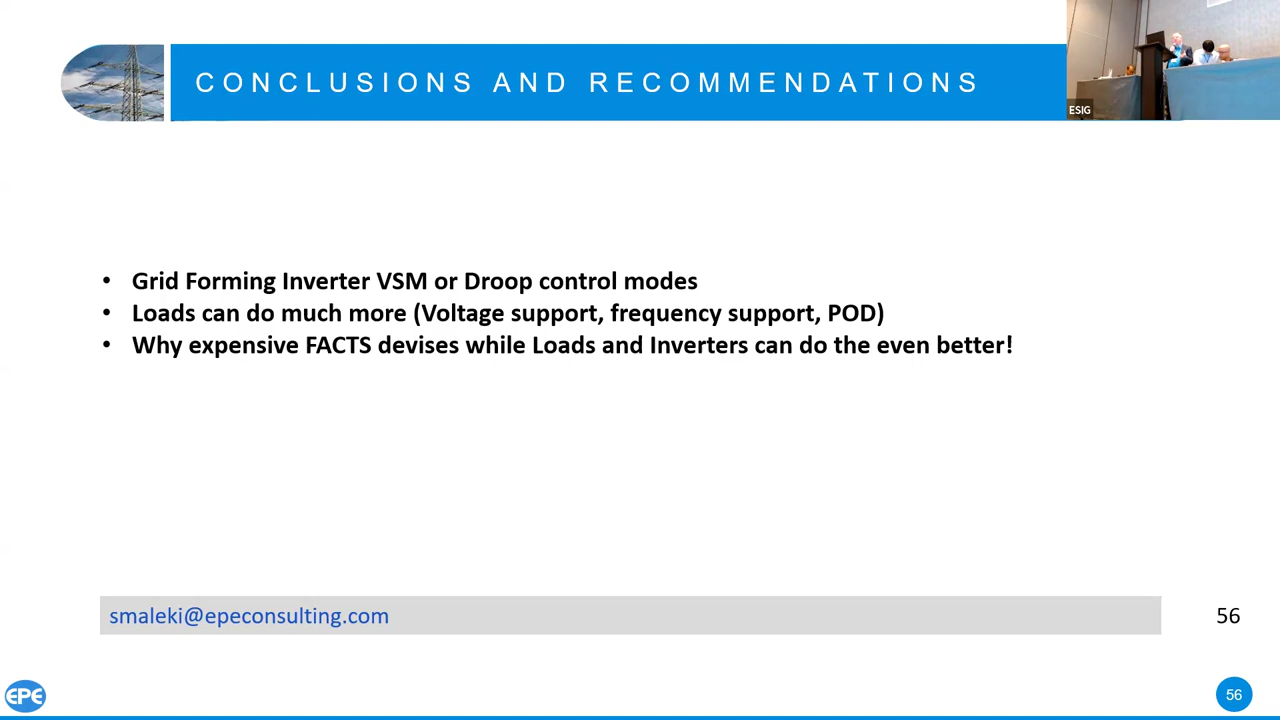 CONCLUSIONS AND RECOMMENDATIONS
ESIG
• Grid Forming Inverter VSM or Droop control modes
• Loads can do much more (Voltage support, frequency support, POD)
• Why expensive FACTS devises while Loads and Inverters can do the even better!
smaleki@epeconsulting.com
56
EPE
56